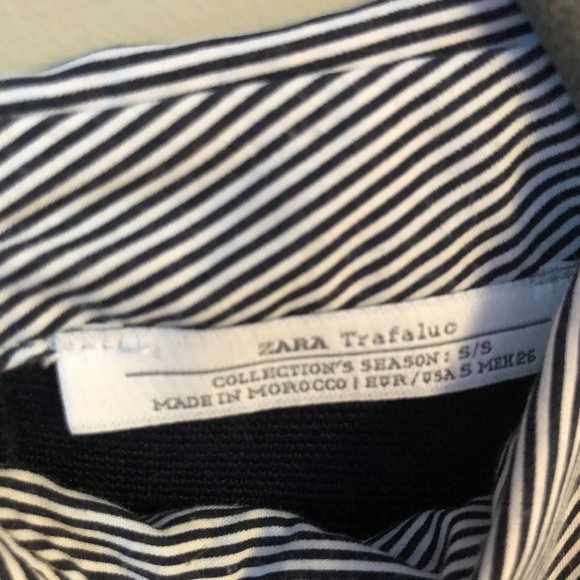 ZARA Trafaluc
COLLECTION'S SEASON: S/S
MADE IN MOROCCO | EUR/USA S MEX 26